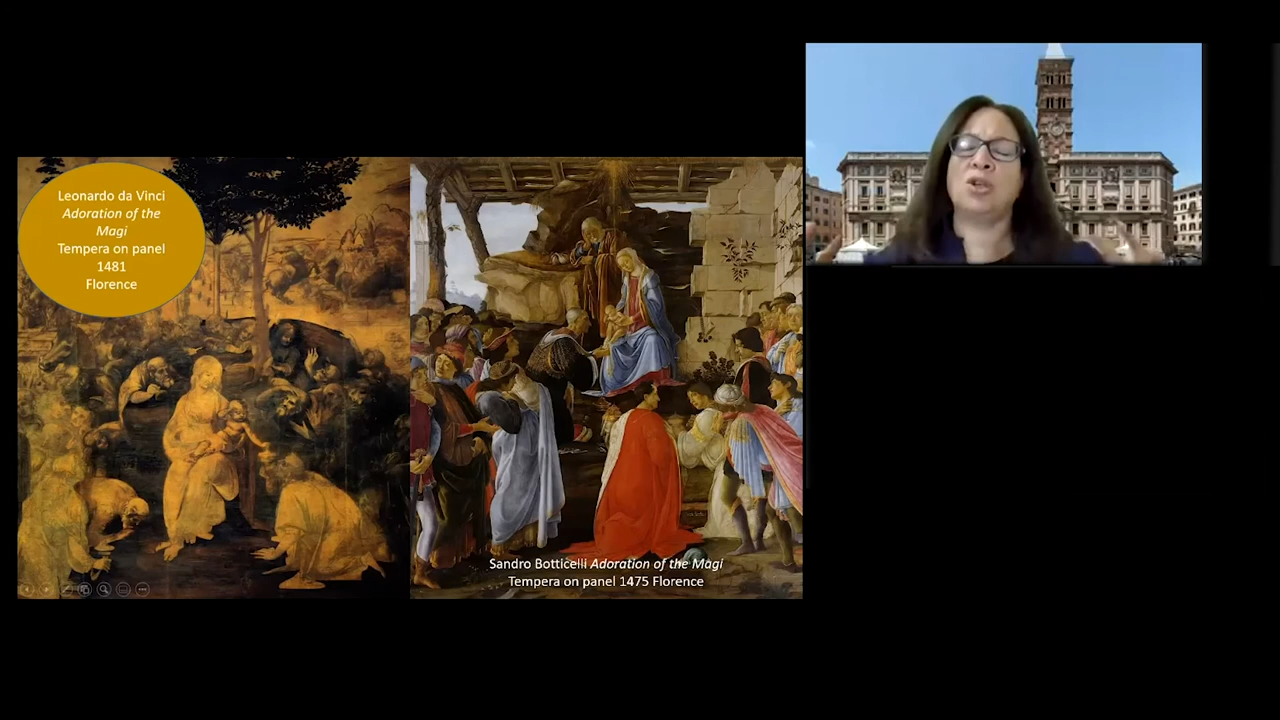 Leonardo da Vinci
Adoration of the
Magi
Tempera on panel
1481
Florence
Sandro Botticelli Adoration of the Magi
Tempera on panel 1475 Florence